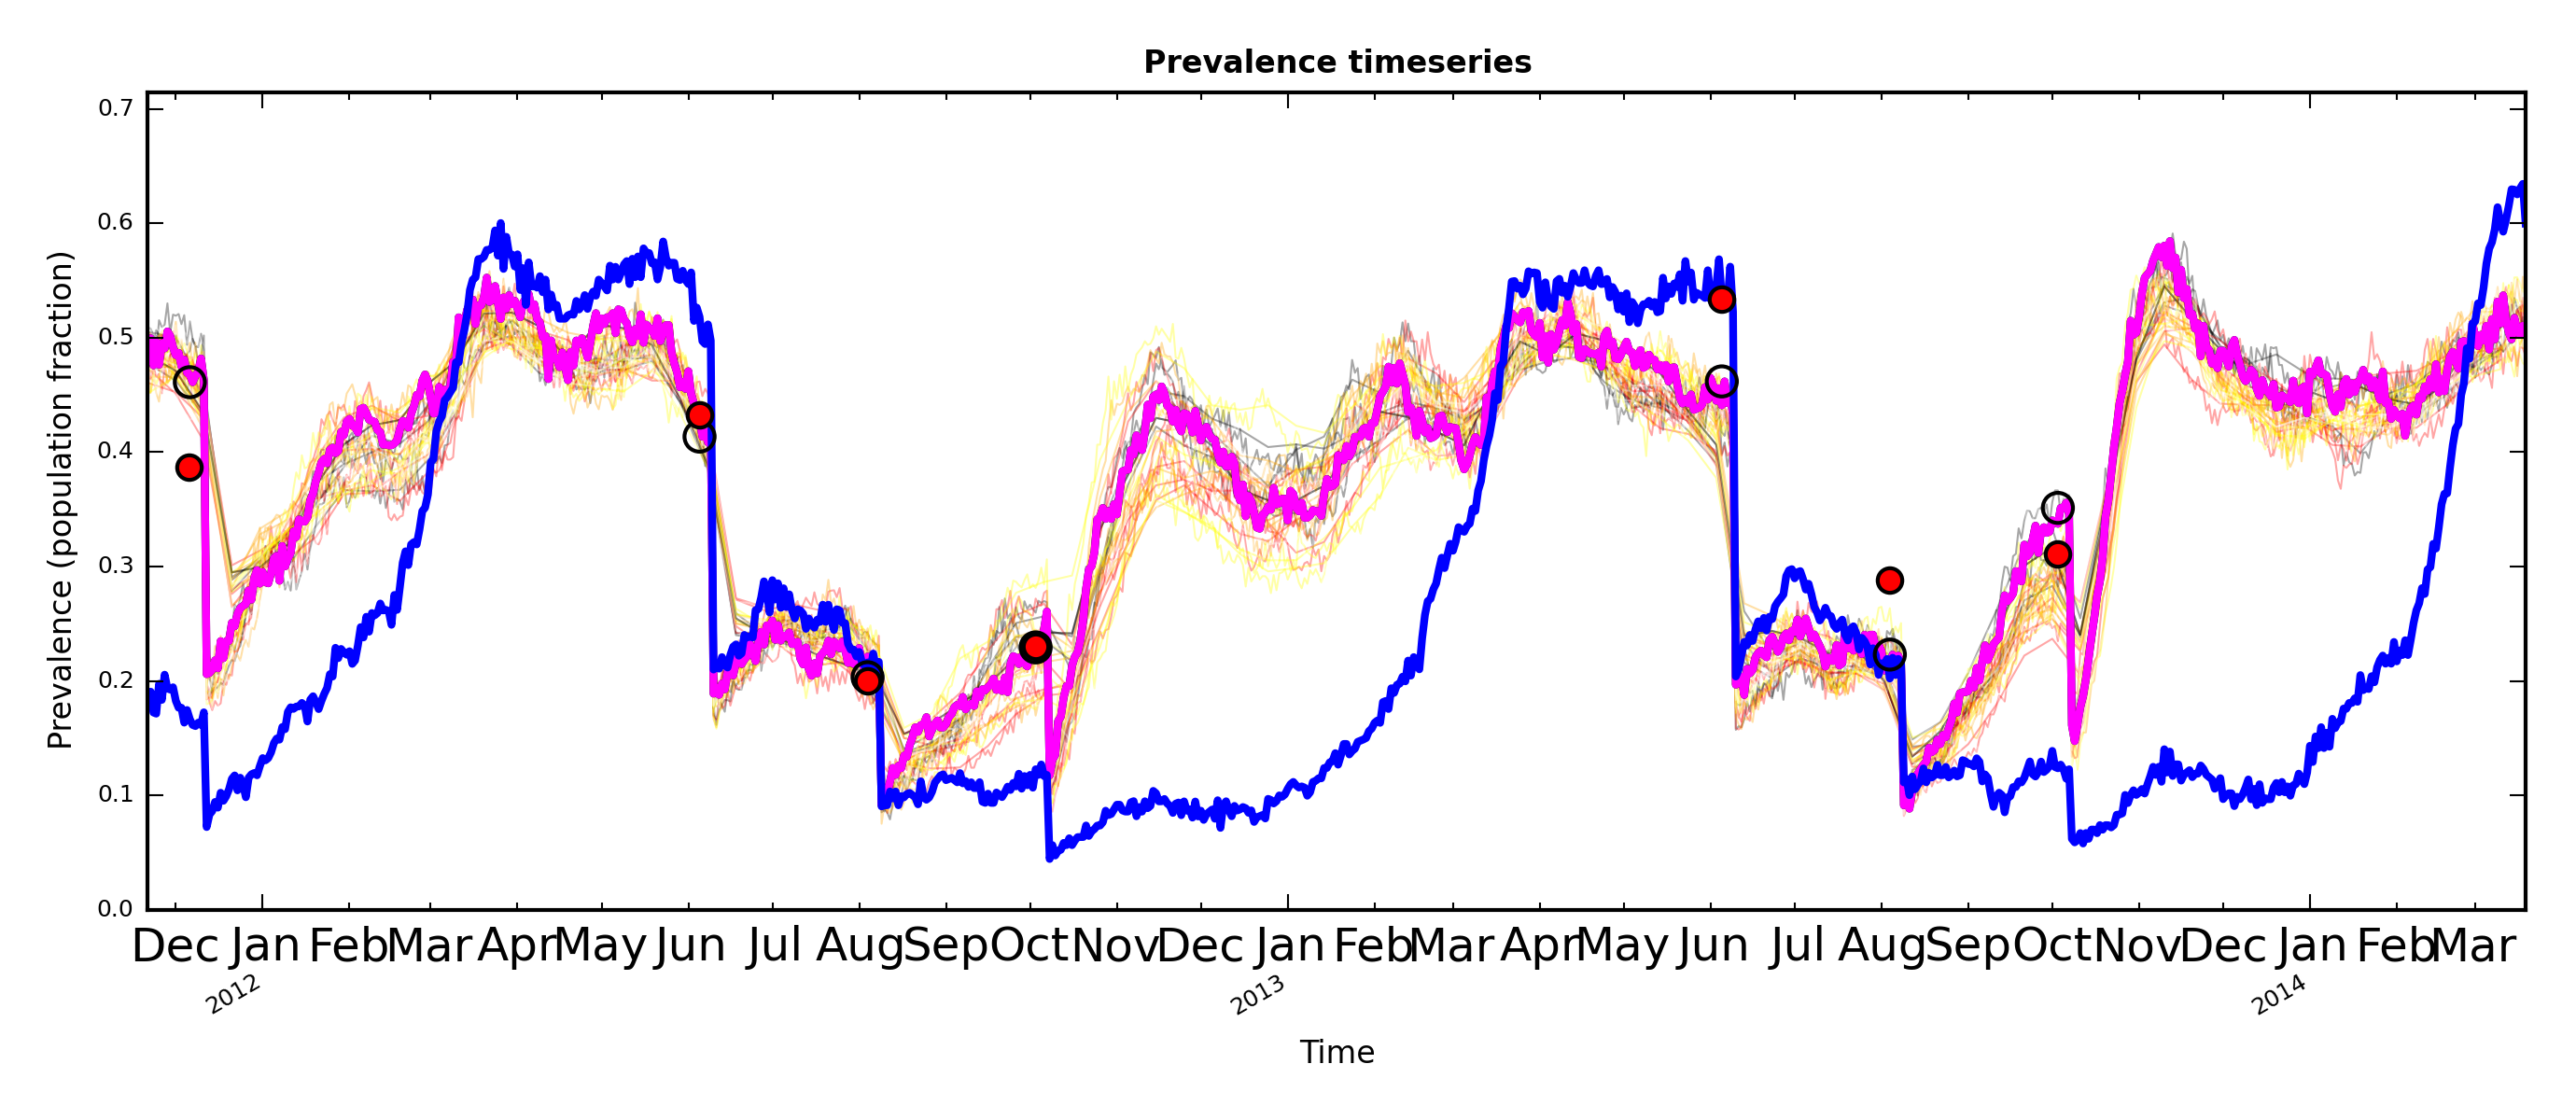 Prevalence timeseries
0.7
0.6
0.5
0.4
0.3
0.2
0.1
0.0
Prevalence (population fraction)
Dec Jan Feb Mar Apr May Jun Jul Aug Sep Oct Nov Dec Jan Feb Mar Apr May Jun Jul Aug Sep Oct Nov Dec Jan Feb Mar
2012 2013 2014
Time